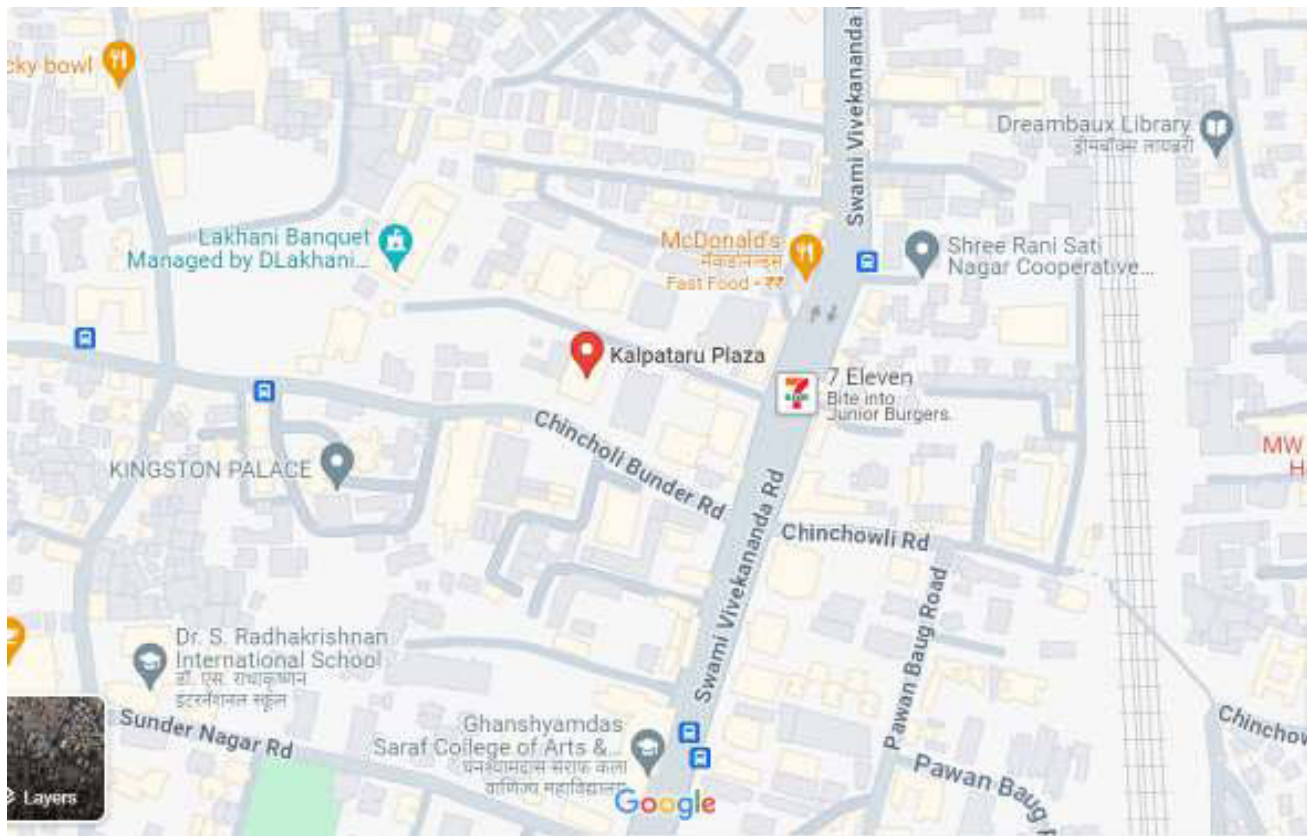 cky bowl
Swami Vivekananda
Dreambaux Library
ड्रीमबॉक्स लायब्ररी
Lakhani Banquet
Managed by DLakhani...
McDonald's
मॅकडोनल्ड्स
Fast Food • ₹₹
Shree Rani Sati
Nagar Cooperative...
Kalpataru Plaza
7 Eleven
Bite into
Junior Burgers.
Chincholi Bunder Rd
MW
H
KINGSTON PALACE
Swami Vivekananda Rd
Chinchowli Rd
Pawan Baug Road
Dr. S. Radhakrishnan
International School
डॉ. एस. राधाकृष्णन
इंटरनॅशनल स्कूल
Sunder Nagar Rd
Chinchow
Ghanshyamdas
Saraf College of Arts &...
घनश्यामदास सराफ कला
वाणिज्य महाविद्यालय
Pawan Baug
Layers
Google